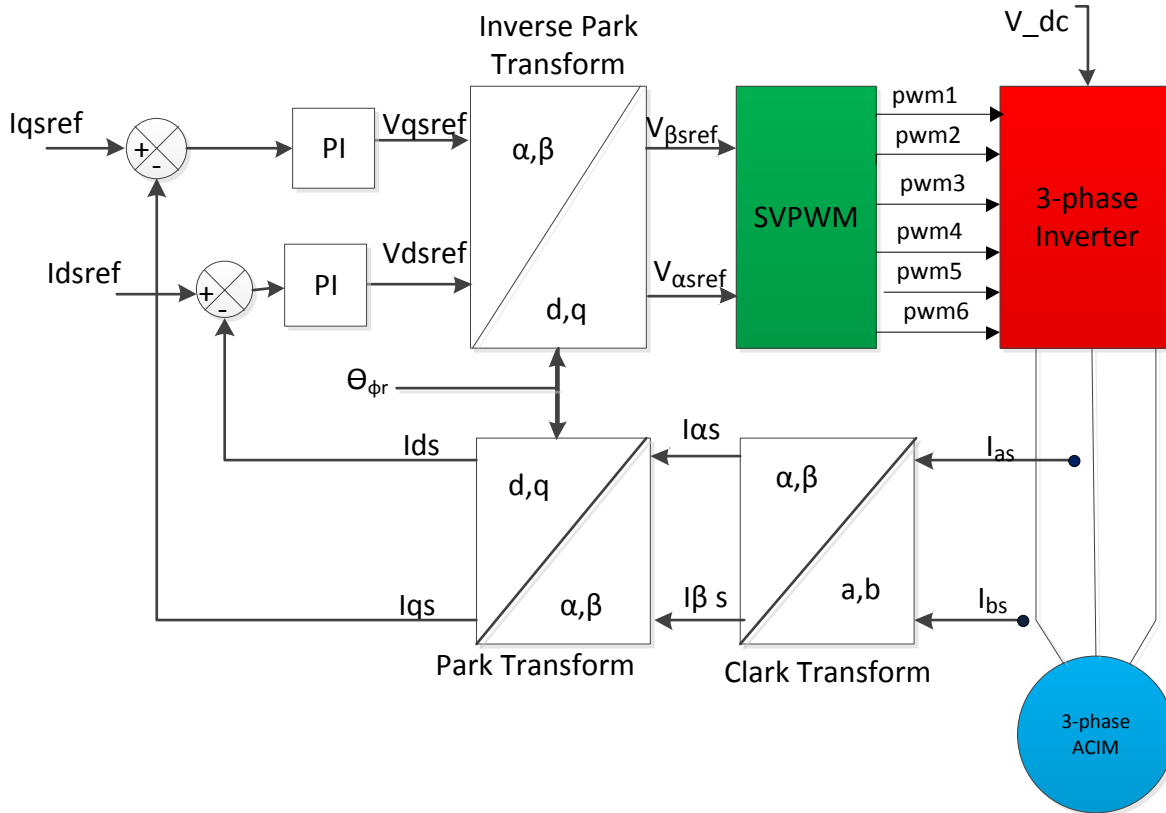 Inverse Park
Transform
V_dc
Iqsref
+
-
PI
Vqsref
α,β
d,q
Vβsref
Vαsref
SVPWM
pwm1
pwm2
pwm3
pwm4
pwm5
pwm6
3-phase
Inverter
Idsref
+
-
PI
Vdsref
Θφr
Ids
Iqs
d,q
α,β
Park Transform
Iαs
Iβ s
α,β
a,b
Clark Transform
Ias
Ibs
3-phase
ACIM